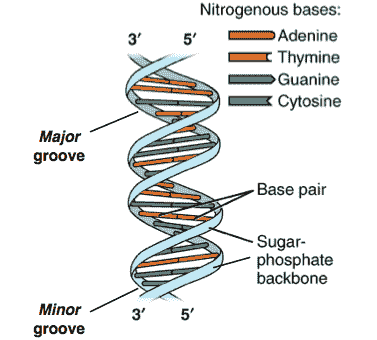 Nitrogenous bases:
3′ 5′
Adenine
Thymine
Guanine
Cytosine
Major
groove
Base pair
Sugar-
phosphate
backbone
Minor
groove
3′ 5′